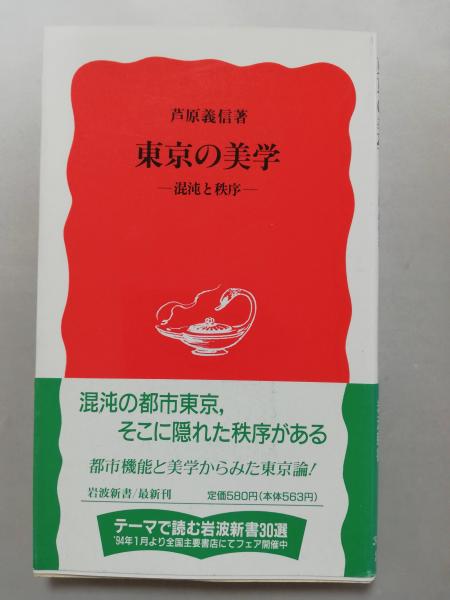 芦原義信著
東京の美学
―混沌と秩序―
混沌の都市東京,
そこに隠れた秩序がある
都市機能と美学からみた東京論!
岩波新書/最新刊 定価580円(本体563円)
テーマで読む岩波新書30選
'94年1月より全国主要書店にてフェア開催中